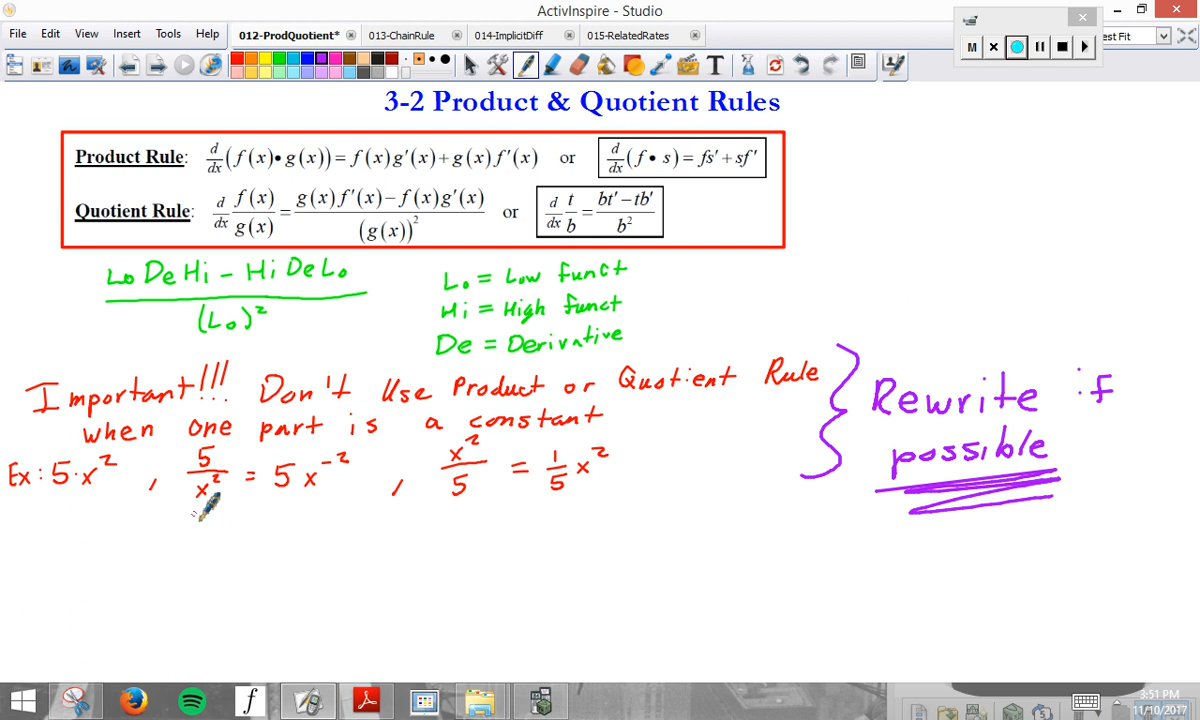 ActivInspire - Studio
File Edit View Insert Tools Help
012-ProdQuotient* 013-ChainRule 014-ImplicitDiff 015-RelatedRates
M
est Fit
3-2 Product & Quotient Rules
Product Rule: d/dx (f(x)•g(x)) = f(x)g'(x)+g(x)f'(x) or d/dx (f • s) = fs'+sf'
Quotient Rule: d/dx f(x)/g(x) = (g(x)f'(x)−f(x)g'(x))/(g(x))² or d/dx t/b = (bt'−tb')/b²
Lo De Hi − Hi De Lo
(Lo)²
Lo = Low funct
Hi = High funct
De = Derivative
Important!!! Don't Use Product or Quotient Rule
when one part is a constant
Rewrite if
possible
Ex: 5·x² , 5/x² = 5x⁻² , x²/5 = 1/5 x²
3:51 PM
11/10/2017